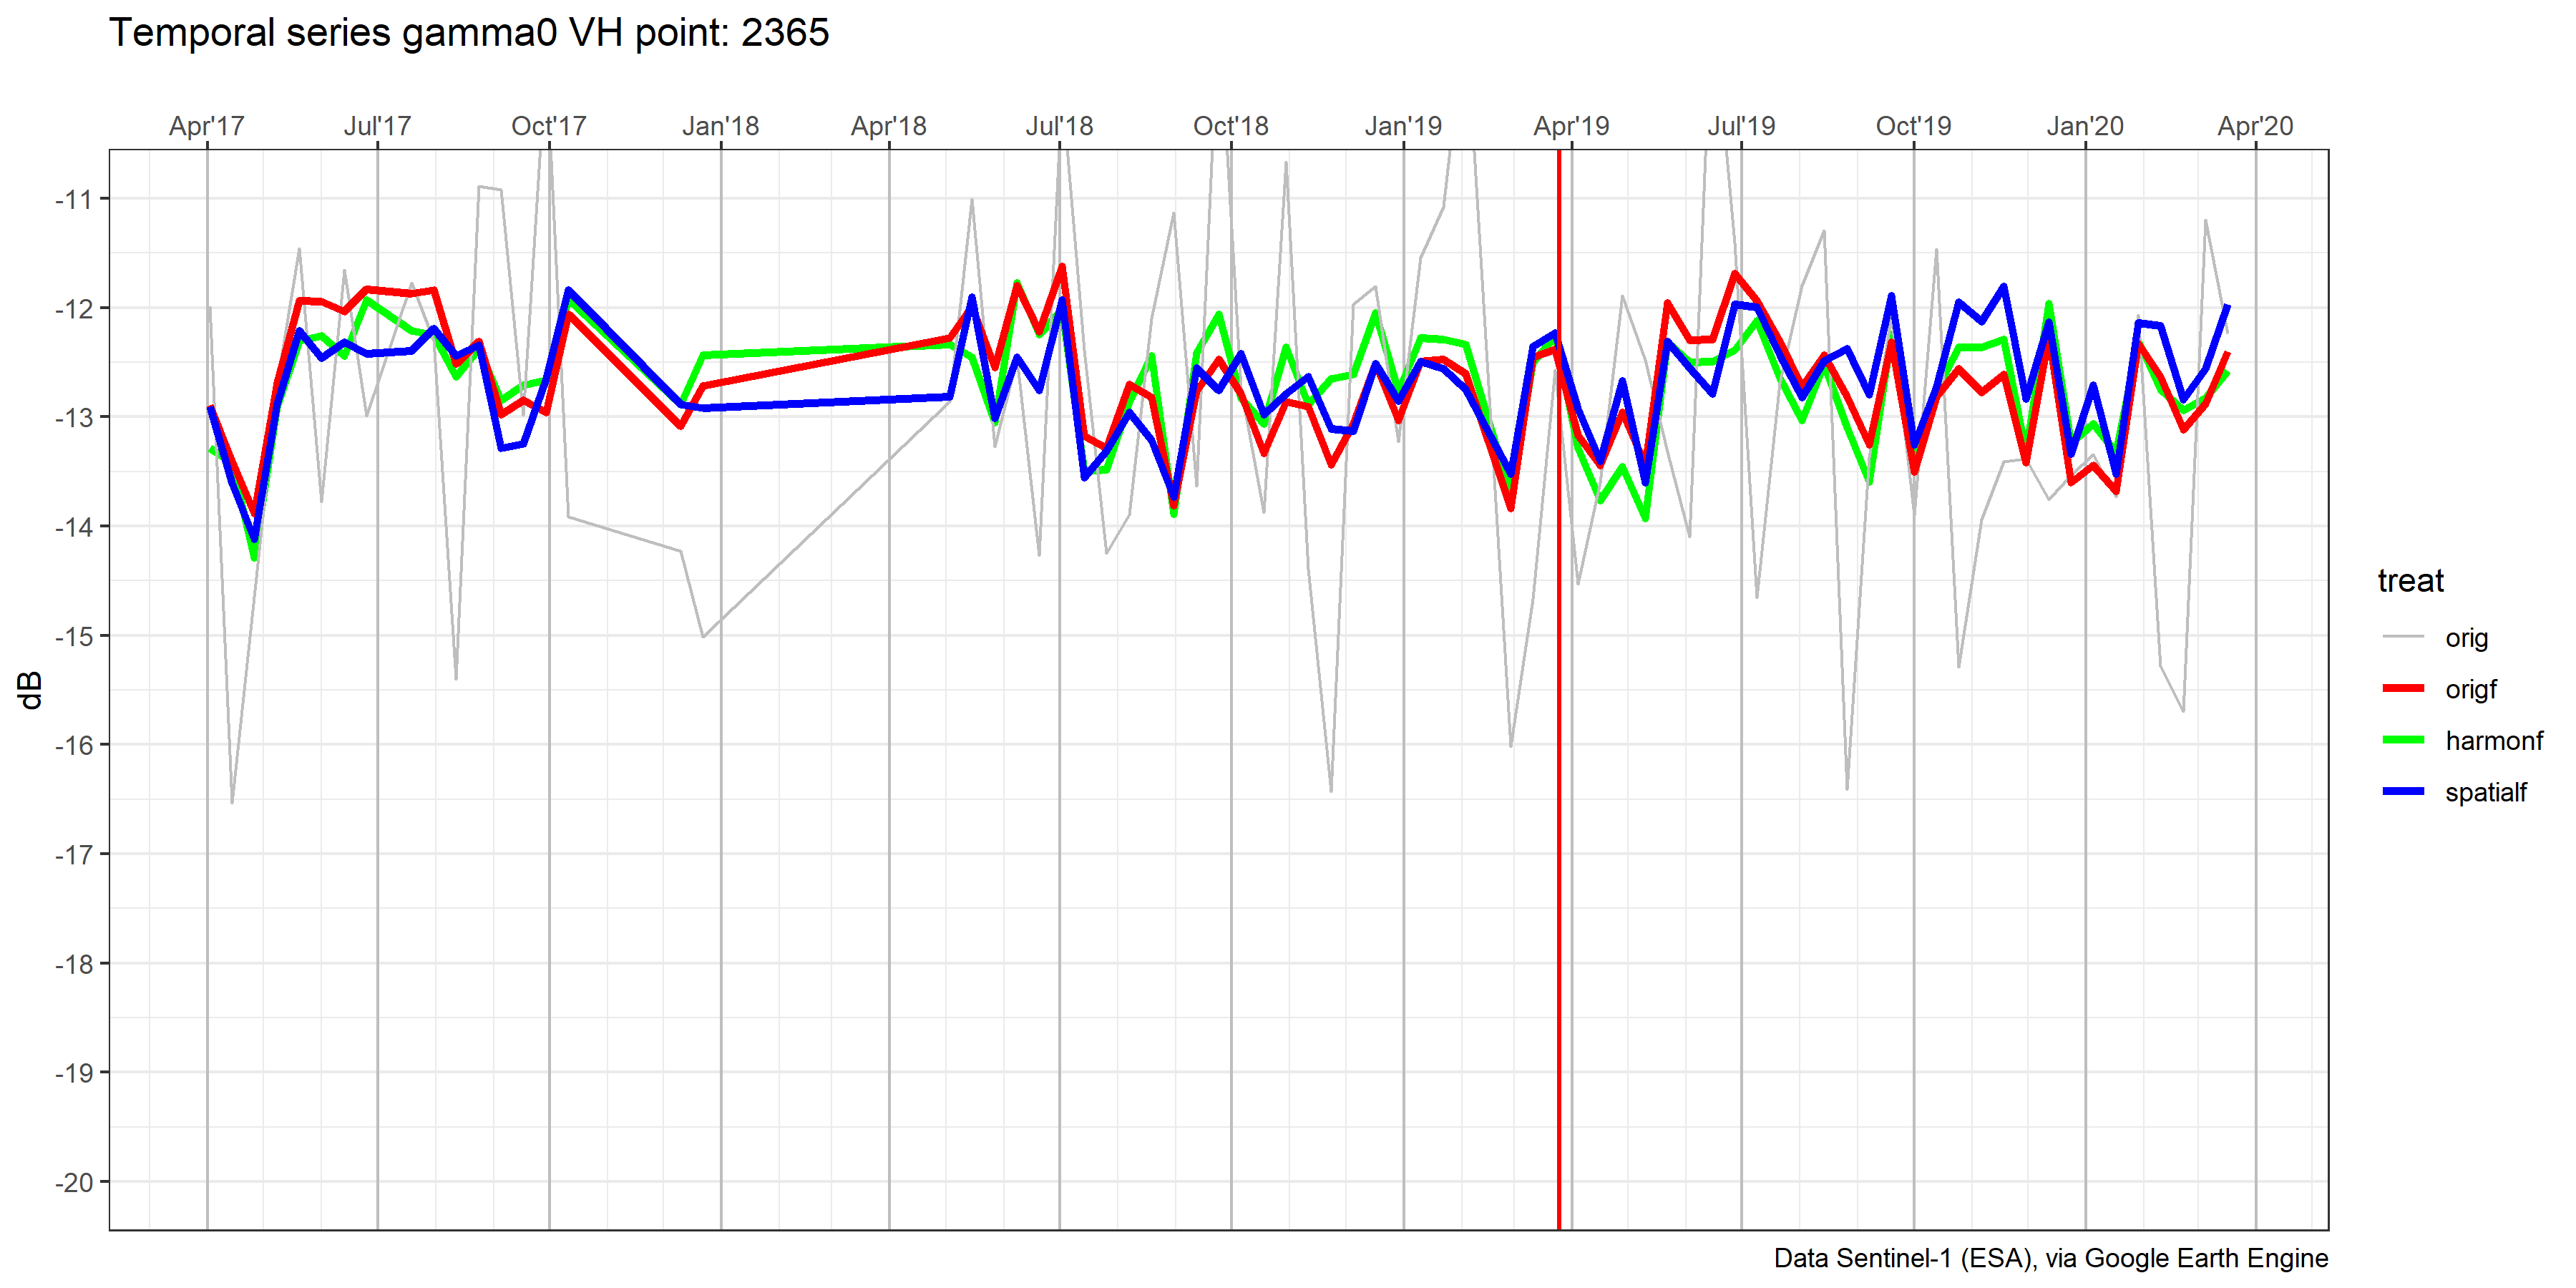 Temporal series gamma0 VH point: 2365
Apr'17 Jul'17 Oct'17 Jan'18 Apr'18 Jul'18 Oct'18 Jan'19 Apr'19 Jul'19 Oct'19 Jan'20 Apr'20
-11
-12
-13
-14
-15
-16
-17
-18
-19
-20
dB
treat
orig
origf
harmonf
spatialf
Data Sentinel-1 (ESA), via Google Earth Engine